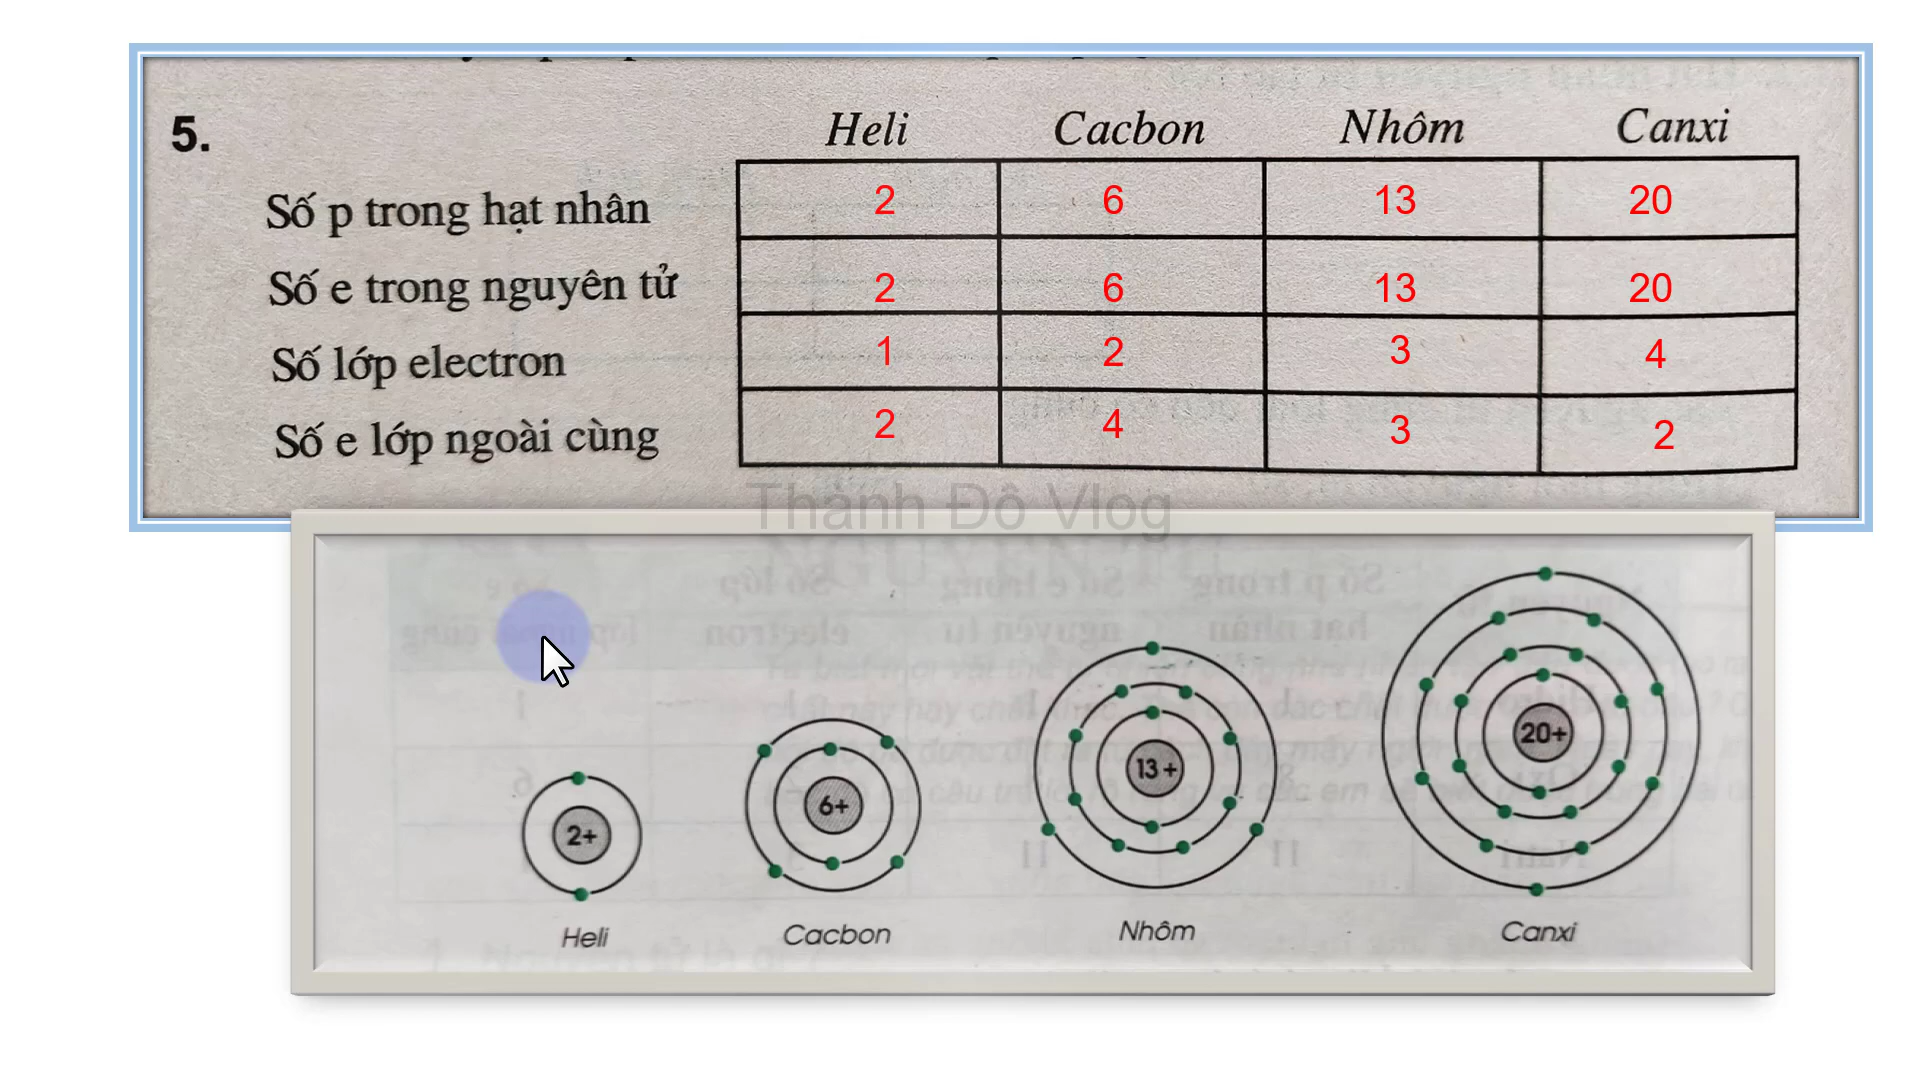 5.
Heli Cacbon Nhôm Canxi
Số p trong hạt nhân 2 6 13 20
Số e trong nguyên tử 2 6 13 20
Số lớp electron 1 2 3 4
Số e lớp ngoài cùng 2 4 3 2
Thành Đô Vlog
2+ 6+ 13+ 20+
Heli Cacbon Nhôm Canxi